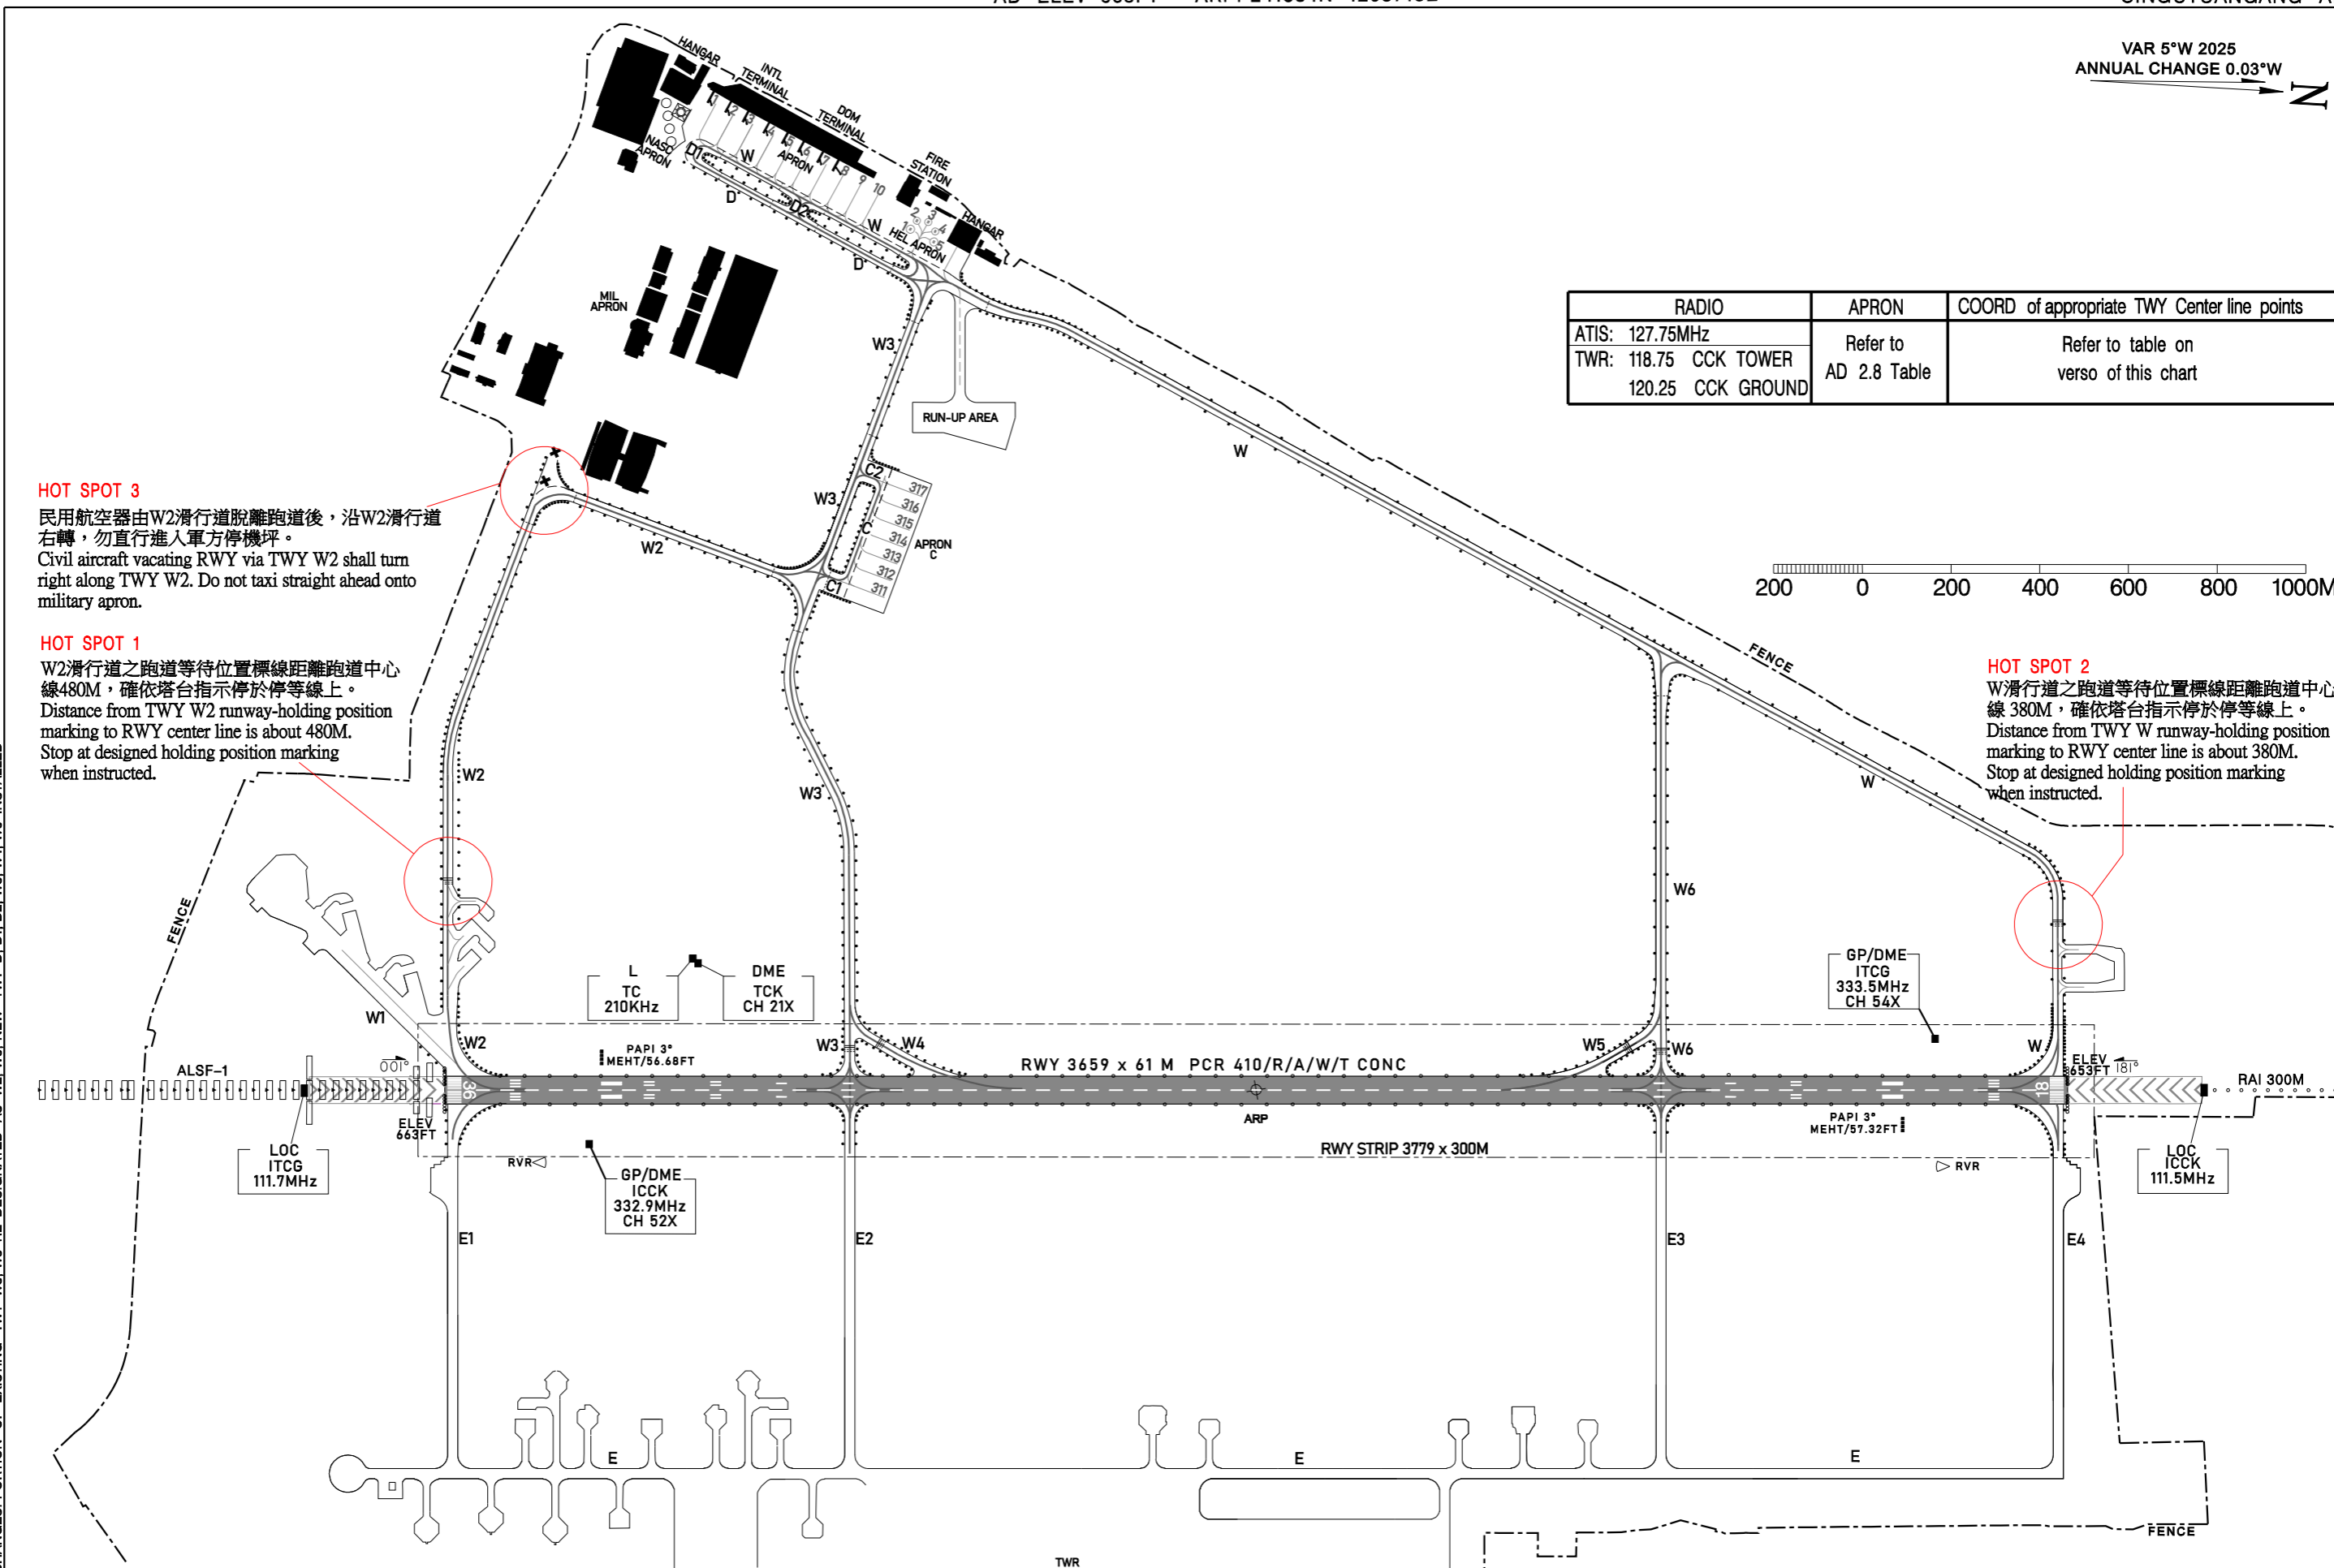 VAR 5°W 2025
ANNUAL CHANGE 0.03°W
N
HANGAR
INTL
TERMINAL
DOM
TERMINAL
FIRE
STATION
HANGAR
NASC
APRON
1
2
3
4
5
6
7
8
9
10
APRON
D1
W
D
D2
W
D
2
3
1
4
5
HEL APRON
MIL
APRON
W3
RUN-UP AREA
W
RADIO
APRON
COORD of appropriate TWY Center line points
ATIS: 127.75MHz
TWR: 118.75 CCK TOWER
120.25 CCK GROUND
Refer to
AD 2.8 Table
Refer to table on
verso of this chart
HOT SPOT 3
民用航空器由W2滑行道脫離跑道後，沿W2滑行道
右轉，勿直行進入軍方停機坪。
Civil aircraft vacating RWY via TWY W2 shall turn
right along TWY W2. Do not taxi straight ahead onto
military apron.
C2
317
316
315
314
313
312
311
W3
C
APRON
C
C1
W2
200 0 200 400 600 800 1000M
HOT SPOT 1
W2滑行道之跑道等待位置標線距離跑道中心
線480M，確依塔台指示停於停等線上。
Distance from TWY W2 runway-holding position
marking to RWY center line is about 480M.
Stop at designed holding position marking
when instructed.
FENCE
HOT SPOT 2
W滑行道之跑道等待位置標線距離跑道中心
線 380M，確依塔台指示停於停等線上。
Distance from TWY W runway-holding position
marking to RWY center line is about 380M.
Stop at designed holding position marking
when instructed.
W2
W3
W
W6
FENCE
L
TC
210KHz
DME
TCK
CH 21X
GP/DME
ITCG
333.5MHz
CH 54X
W1
W2
W3
W4
W5
W6
W
PAPI 3°
MEHT/56.68FT
RWY 3659 x 61 M PCR 410/R/A/W/T CONC
001°
ALSF-1
ELEV
653FT
181°
RAI 300M
36
18
ARP
ELEV
663FT
PAPI 3°
MEHT/57.32FT
LOC
ITCG
111.7MHz
RVR
GP/DME
ICCK
332.9MHz
CH 52X
RWY STRIP 3779 x 300M
RVR
LOC
ICCK
111.5MHz
E1
E2
E3
E4
E
E
E
FENCE
TWR